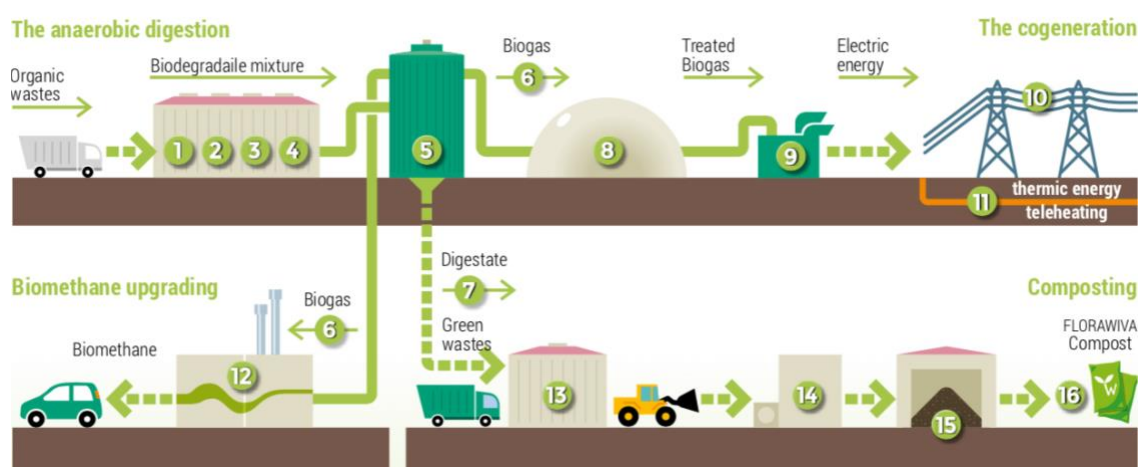 The anaerobic digestion
The cogeneration
Organic
wastes
Biodegradaile mixture
Biogas
6
Treated
Biogas
Electric
energy
1
2
3
4
5
8
9
10
11
thermic energy
teleheating
Biomethane upgrading
Biogas
6
Digestate
7
Green
wastes
Composting
FLORAWIVA
Compost
Biomethane
12
13
14
15
16
W